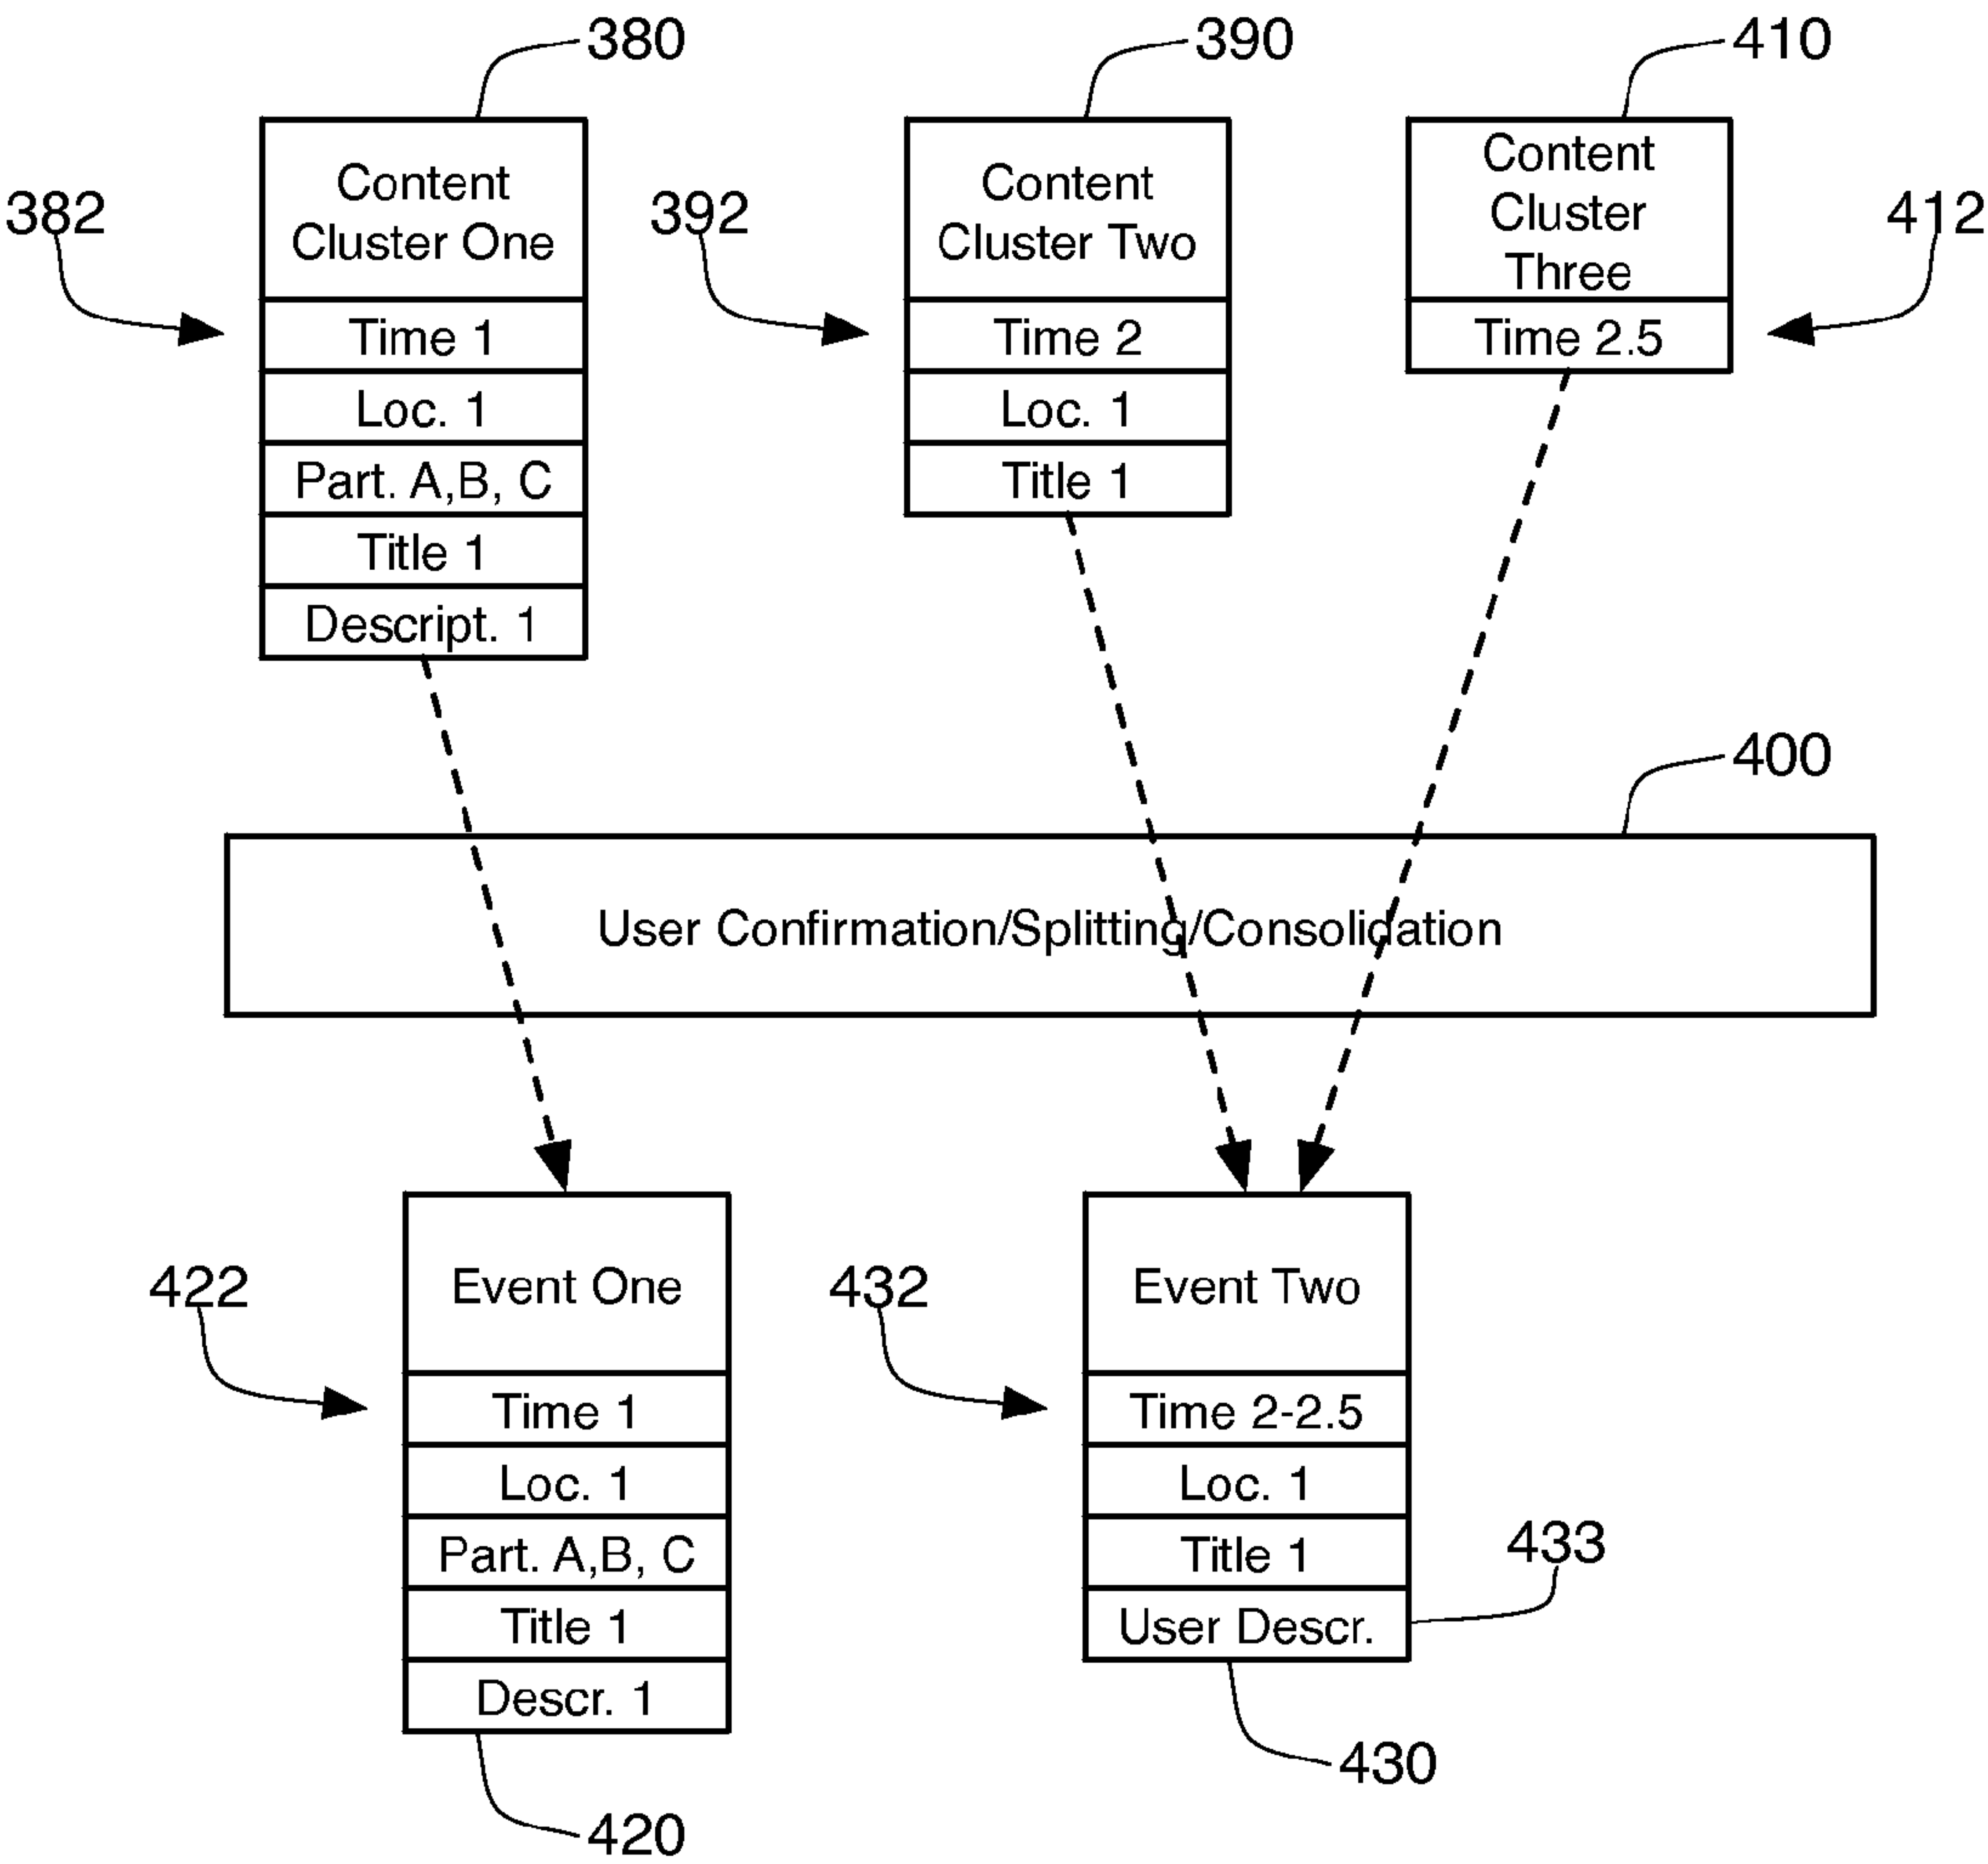 380
390
410
382
Content
Cluster One
Time 1
Loc. 1
Part. A,B, C
Title 1
Descript. 1
392
Content
Cluster Two
Time 2
Loc. 1
Title 1
Content
Cluster
Three
Time 2.5
412
400
User Confirmation/Splitting/Consolidation
422
Event One
Time 1
Loc. 1
Part. A,B, C
Title 1
Descr. 1
420
432
Event Two
Time 2-2.5
Loc. 1
Title 1
User Descr.
433
430